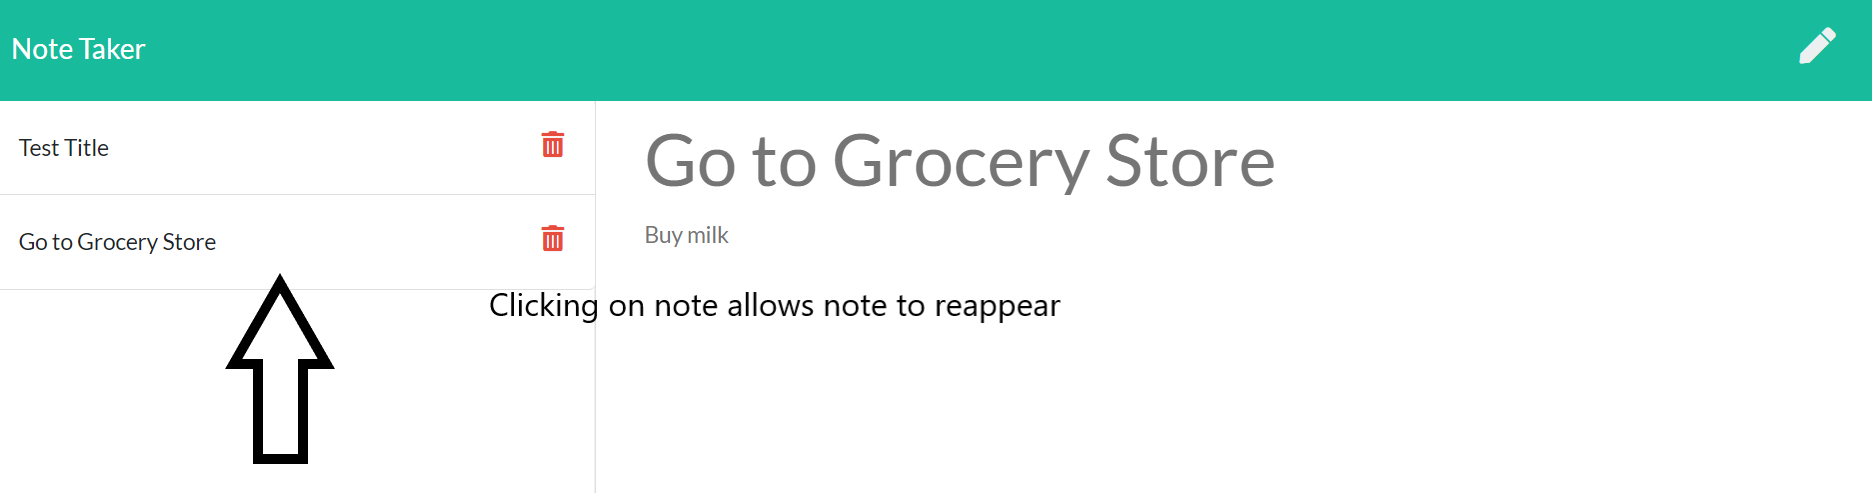 Note Taker
Test Title
Go to Grocery Store
Go to Grocery Store
Buy milk
Clicking on note allows note to reappear